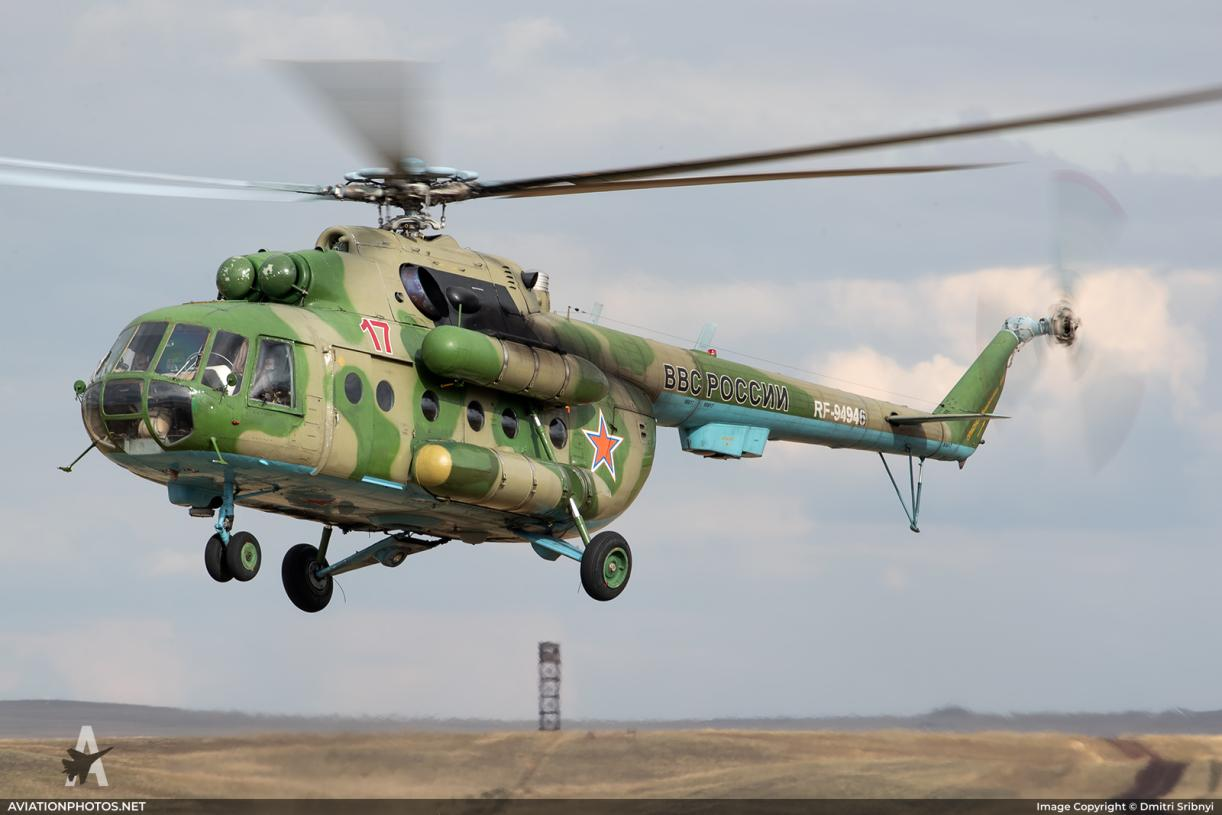 17
ВВС РОССИИ
RF-94946
A
AVIATIONPHOTOS.NET
Image Copyright © Dmitri Sribnyi